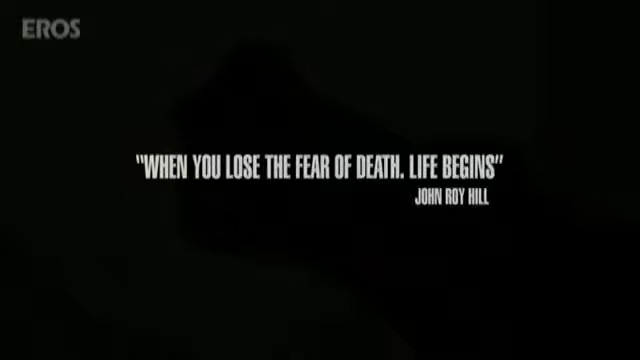 EROS
"WHEN YOU LOSE THE FEAR OF DEATH. LIFE BEGINS"
JOHN ROY HILL